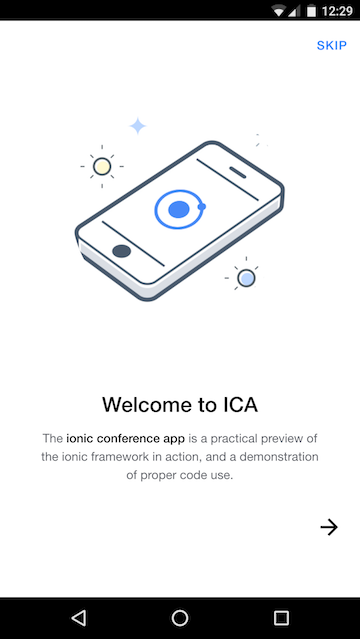 12:29
SKIP
Welcome to ICA
The ionic conference app is a practical preview of
the ionic framework in action, and a demonstration
of proper code use.